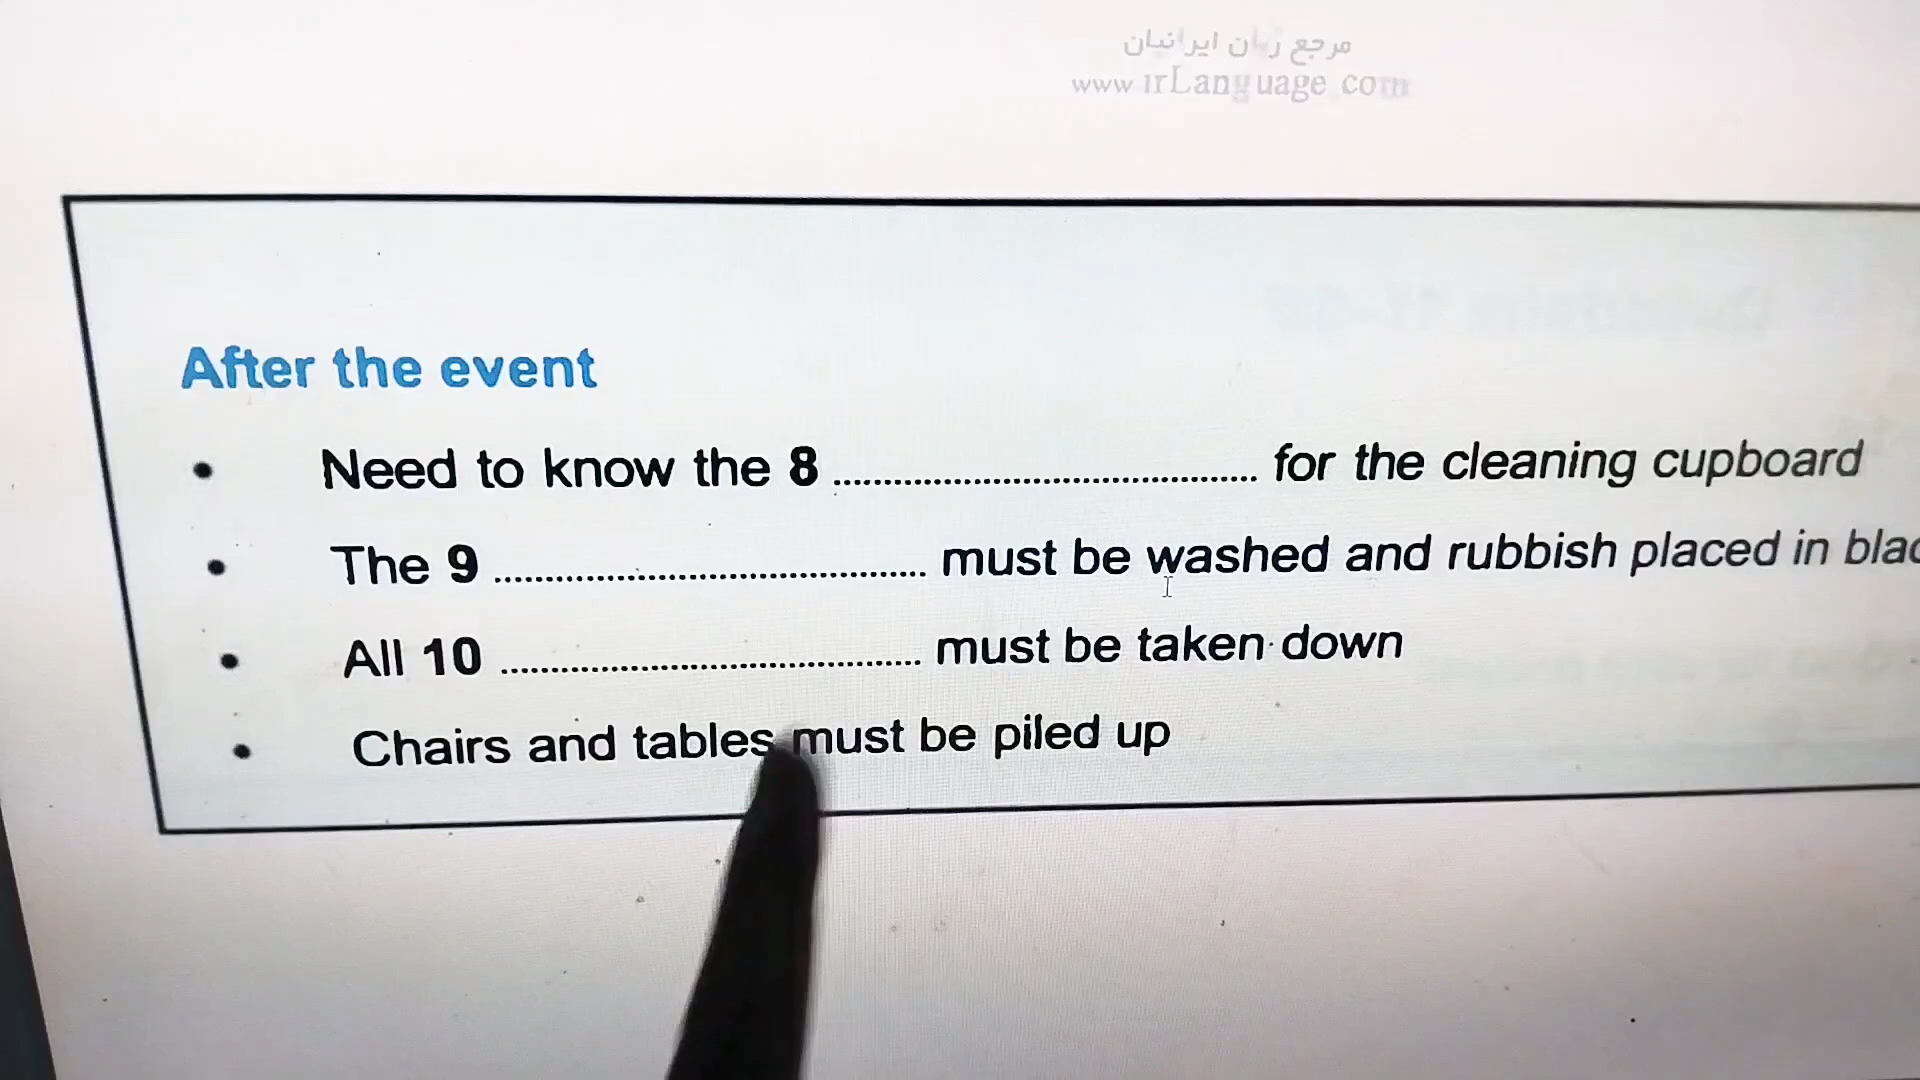 مرجع زبان ایرانیان
www irLanguage com
After the event
• Need to know the 8 .......................................... for the cleaning cupboard
• The 9 .......................................... must be washed and rubbish placed in
• All 10 .......................................... must be taken down
• Chairs and tables must be piled up